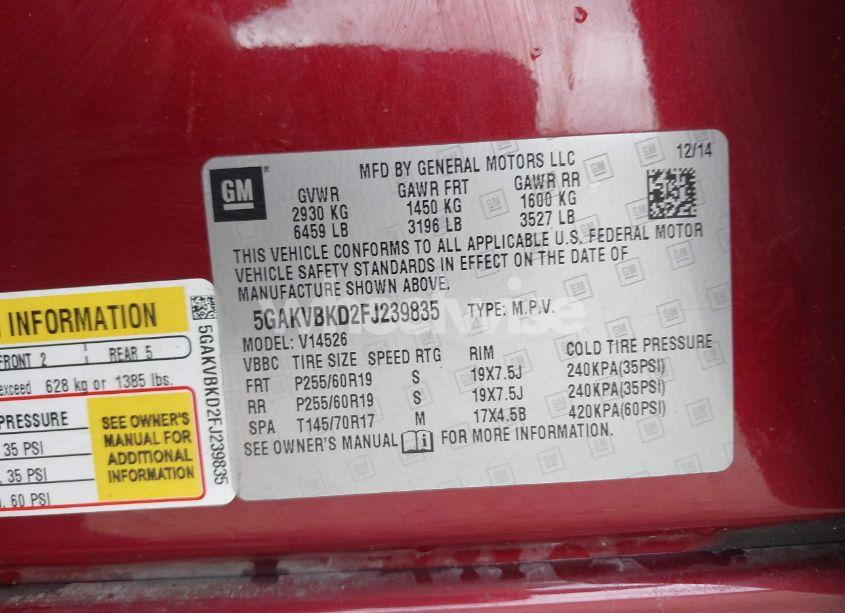 GM
MFD BY GENERAL MOTORS LLC
12/14
GVWR GAWR FRT GAWR RR
2930 KG 1450 KG 1600 KG
6459 LB 3196 LB 3527 LB
THIS VEHICLE CONFORMS TO ALL APPLICABLE U.S. FEDERAL MOTOR
VEHICLE SAFETY STANDARDS IN EFFECT ON THE DATE OF
MANUFACTURE SHOWN ABOVE.
5GAKVBKD2FJ239835 TYPE: M.P.V.
MODEL: V14526
VBBC TIRE SIZE SPEED RTG RIM COLD TIRE PRESSURE
FRT P255/60R19 S 19X7.5J 240KPA(35PSI)
RR P255/60R19 S 19X7.5J 240KPA(35PSI)
SPA T145/70R17 M 17X4.5B 420KPA(60PSI)
SEE OWNER'S MANUAL FOR MORE INFORMATION.
INFORMATION
FRONT 2 REAR 5
exceed 628 kg or 1385 lbs.
PRESSURE
35 PSI
35 PSI
60 PSI
SEE OWNER'S
MANUAL FOR
ADDITIONAL
INFORMATION
5GAKVBKD2FJ239835